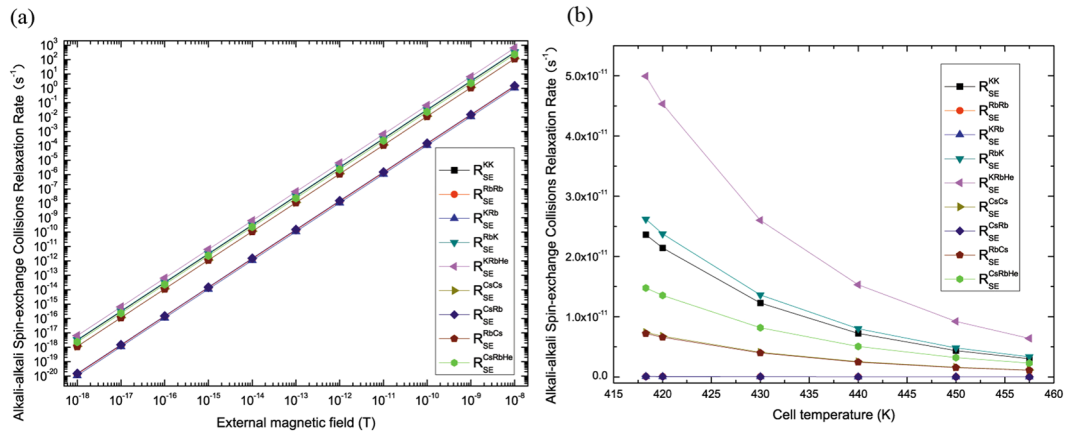 (a)
Alkali-alkali Spin-exchange Collisions Relaxation Rate (s⁻¹)
10³
10²
10¹
10⁰
10⁻¹
10⁻²
10⁻³
10⁻⁴
10⁻⁵
10⁻⁶
10⁻⁷
10⁻⁸
10⁻⁹
10⁻¹⁰
10⁻¹¹
10⁻¹²
10⁻¹³
10⁻¹⁴
10⁻¹⁵
10⁻¹⁶
10⁻¹⁷
10⁻¹⁸
10⁻¹⁹
10⁻²⁰
R_SE^KK
R_SE^RbRb
R_SE^KRb
R_SE^RbK
R_SE^KRbHe
R_SE^CsCs
R_SE^CsRb
R_SE^RbCs
R_SE^CsRbHe
10⁻¹⁸ 10⁻¹⁷ 10⁻¹⁶ 10⁻¹⁵ 10⁻¹⁴ 10⁻¹³ 10⁻¹² 10⁻¹¹ 10⁻¹⁰ 10⁻⁹ 10⁻⁸
External magnetic field (T)
(b)
Alkali-alkali Spin-exchange Collisions Relaxation Rate (s⁻¹)
5.0x10⁻¹¹
4.0x10⁻¹¹
3.0x10⁻¹¹
2.0x10⁻¹¹
1.0x10⁻¹¹
0.0
R_SE^KK
R_SE^RbRb
R_SE^KRb
R_SE^RbK
R_SE^KRbHe
R_SE^CsCs
R_SE^CsRb
R_SE^RbCs
R_SE^CsRbHe
415 420 425 430 435 440 445 450 455 460
Cell temperature (K)